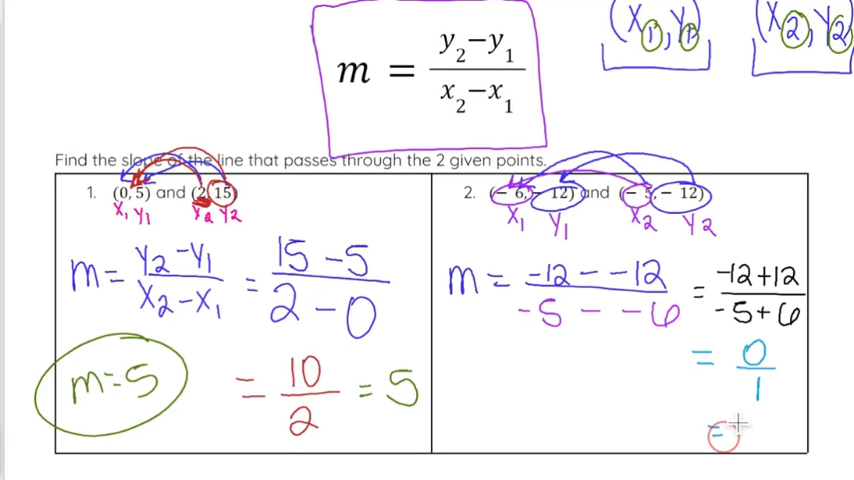 (x₁, y₁) (x₂, y₂)
m = y₂−y₁ / x₂−x₁
Find the slope of the line that passes through the 2 given points.
1. (0, 5) and (2, 15)
x₁ y₁ x₂ y₂
m = y₂−y₁ / x₂−x₁ = 15 − 5 / 2 − 0
= 10 / 2 = 5
m = 5
2. (− 6, − 12) and (− 5, − 12)
x₁ y₁ x₂ y₂
m = -12 − -12 / -5 − -6 = -12+12 / -5+6
= 0 / 1
=